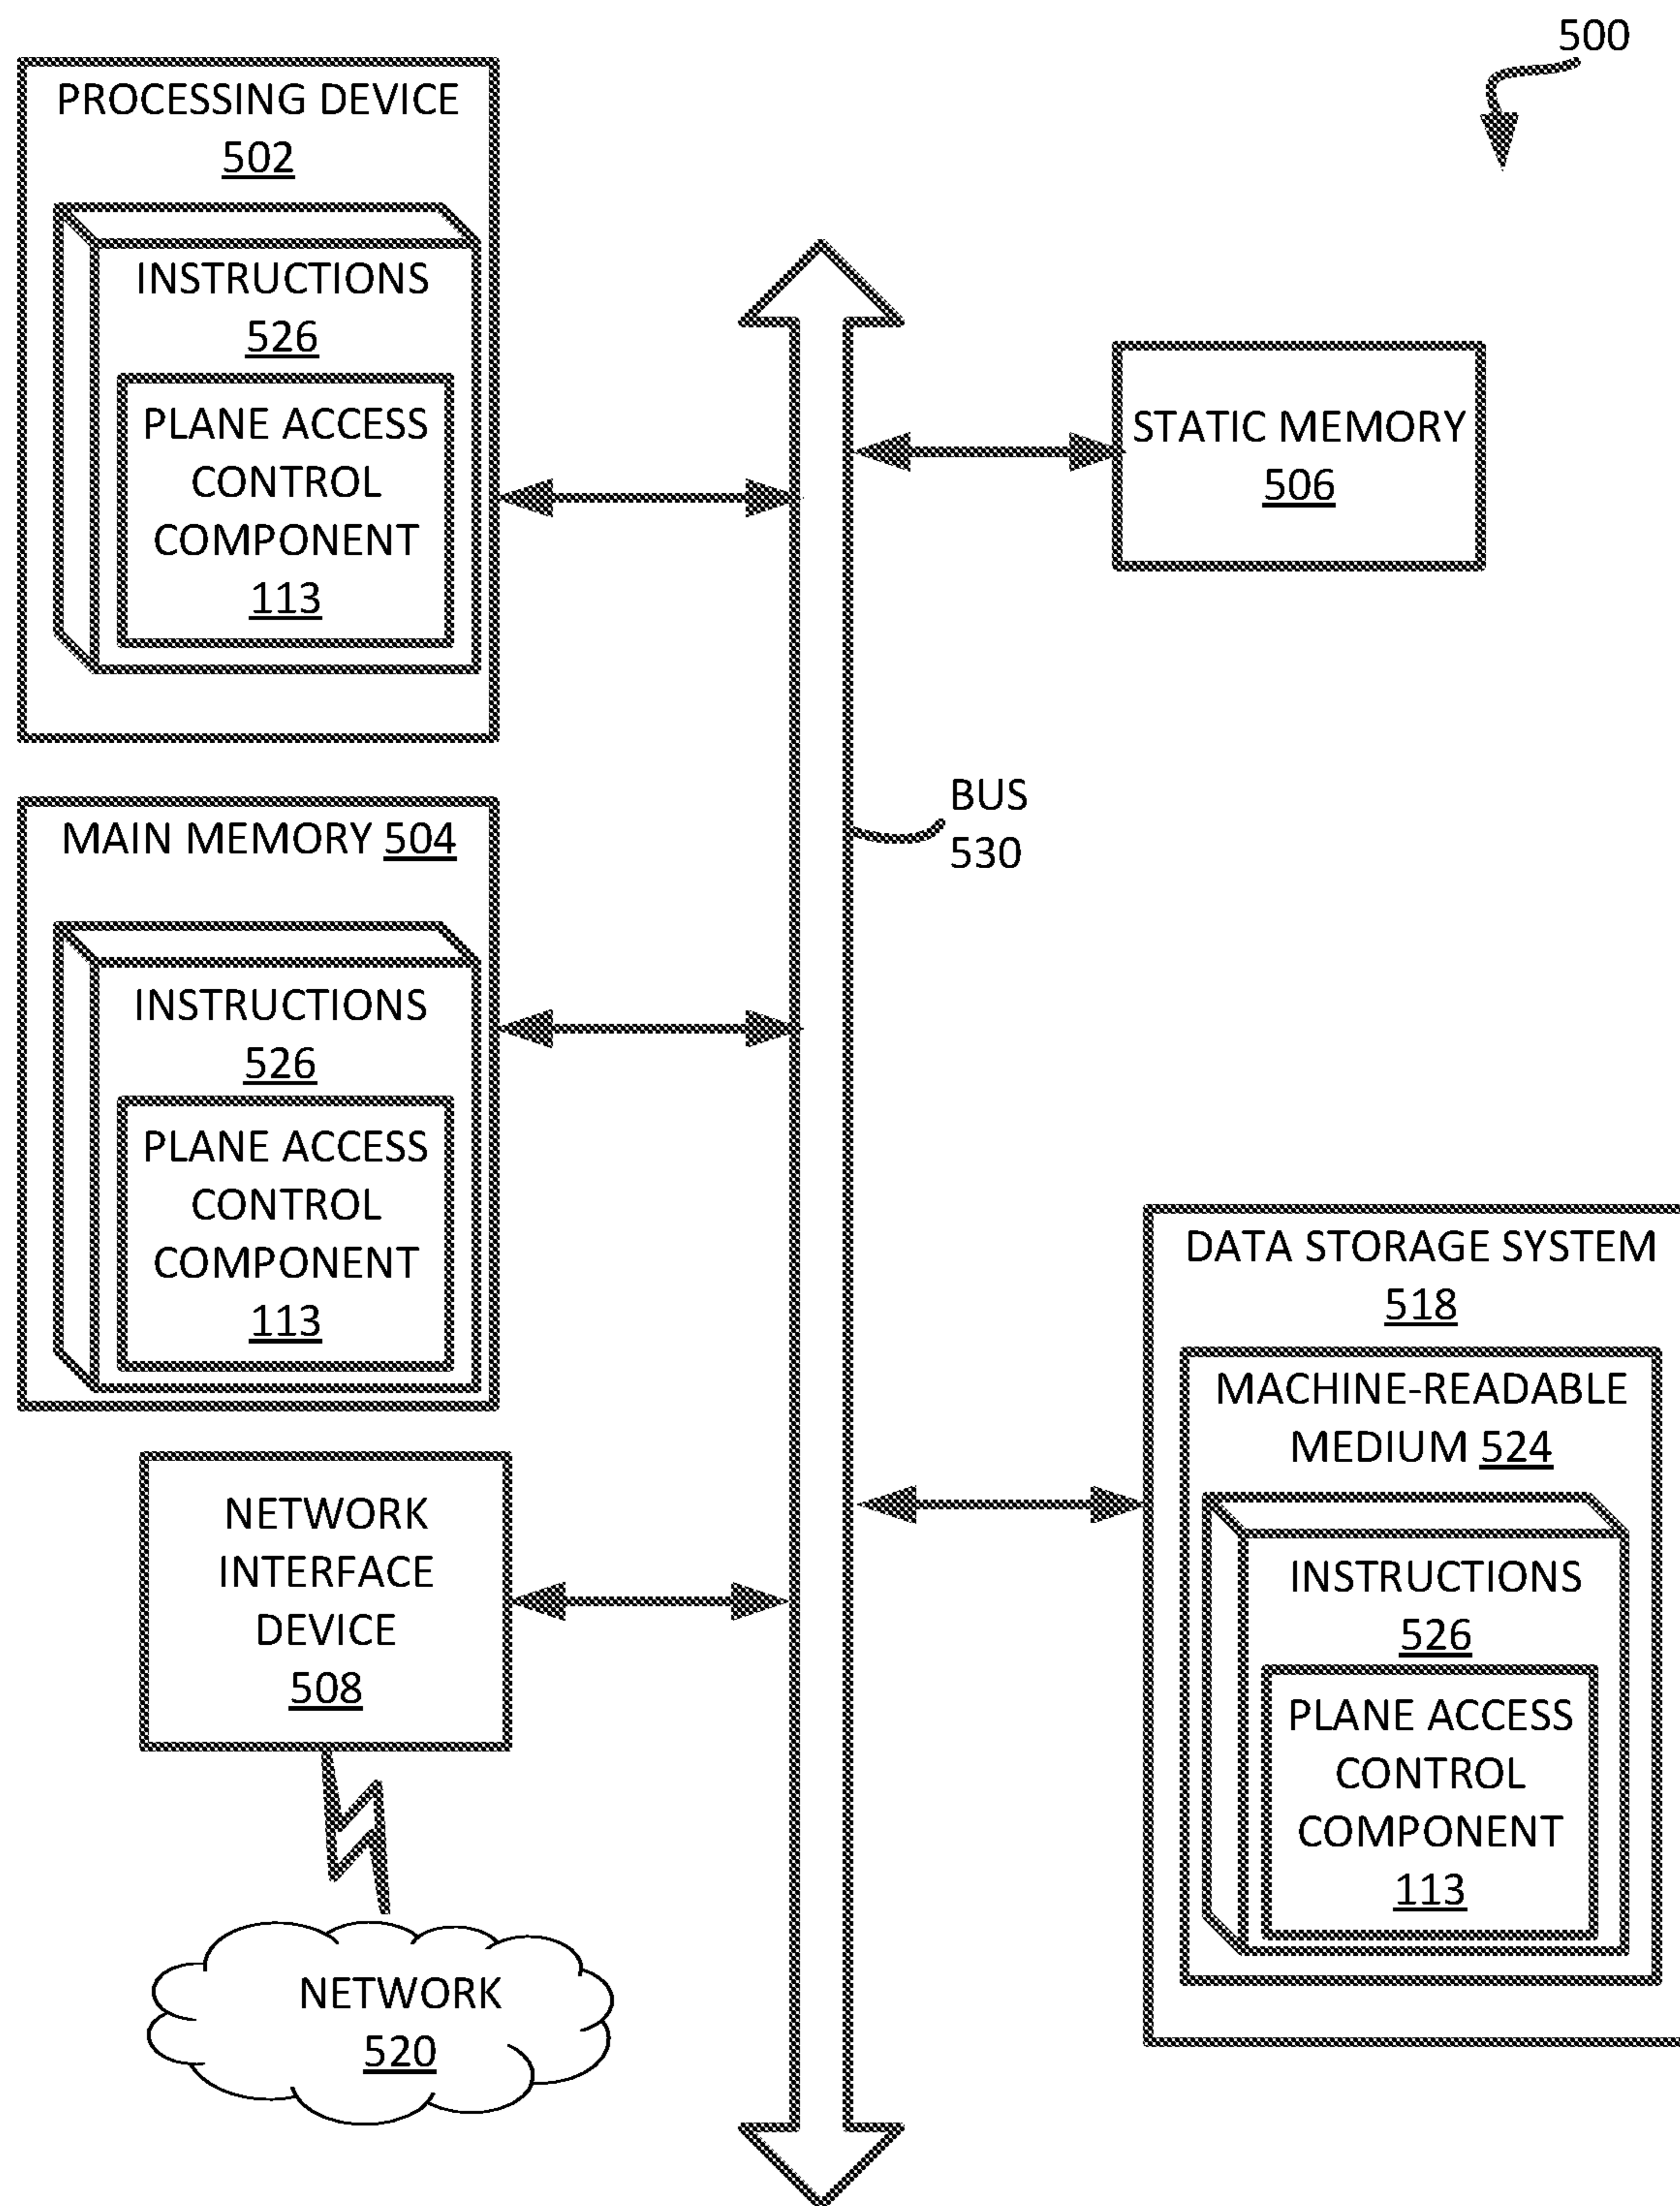 500
PROCESSING DEVICE
502
INSTRUCTIONS
526
PLANE ACCESS
CONTROL
COMPONENT
113
STATIC MEMORY
506
BUS
530
MAIN MEMORY 504
INSTRUCTIONS
526
PLANE ACCESS
CONTROL
COMPONENT
113
DATA STORAGE SYSTEM
518
MACHINE-READABLE
MEDIUM 524
INSTRUCTIONS
526
PLANE ACCESS
CONTROL
COMPONENT
113
NETWORK
INTERFACE
DEVICE
508
NETWORK
520